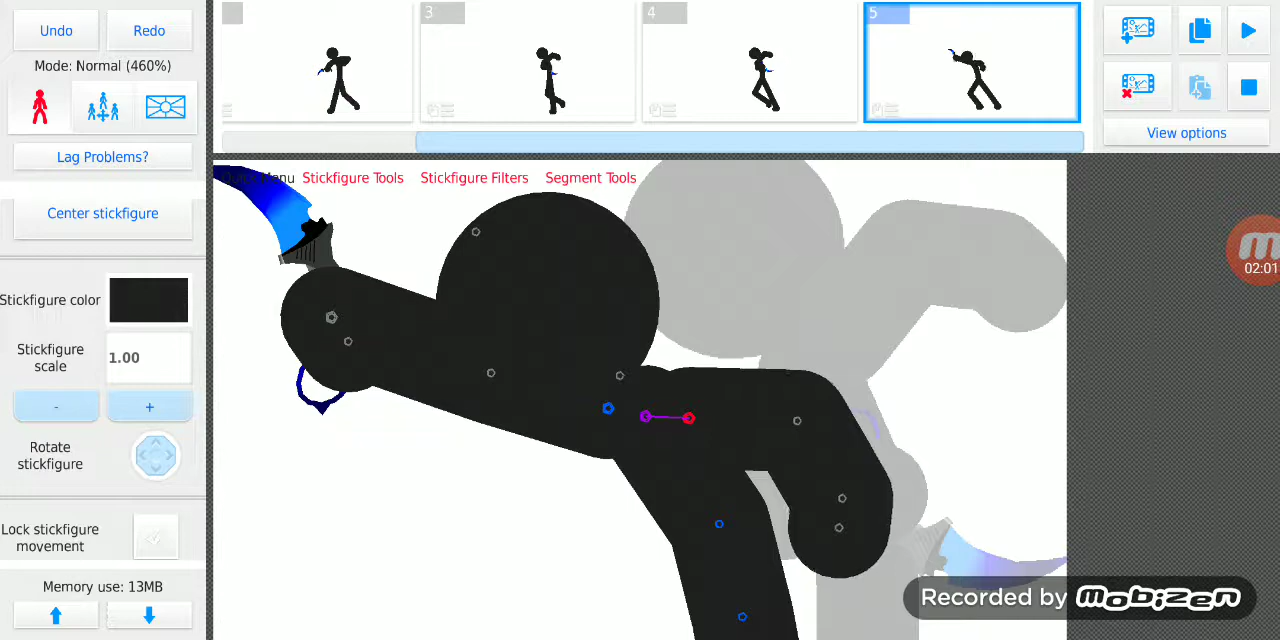 Undo
Redo
Mode: Normal (460%)
Lag Problems?
Center stickfigure
Stickfigure color
Stickfigure
scale
1.00
-
+
Rotate
stickfigure
Lock stickfigure
movement
Memory use: 13MB
3
4
5
View options
Menu
Stickfigure Tools
Stickfigure Filters
Segment Tools
02:01
Recorded by mobizen